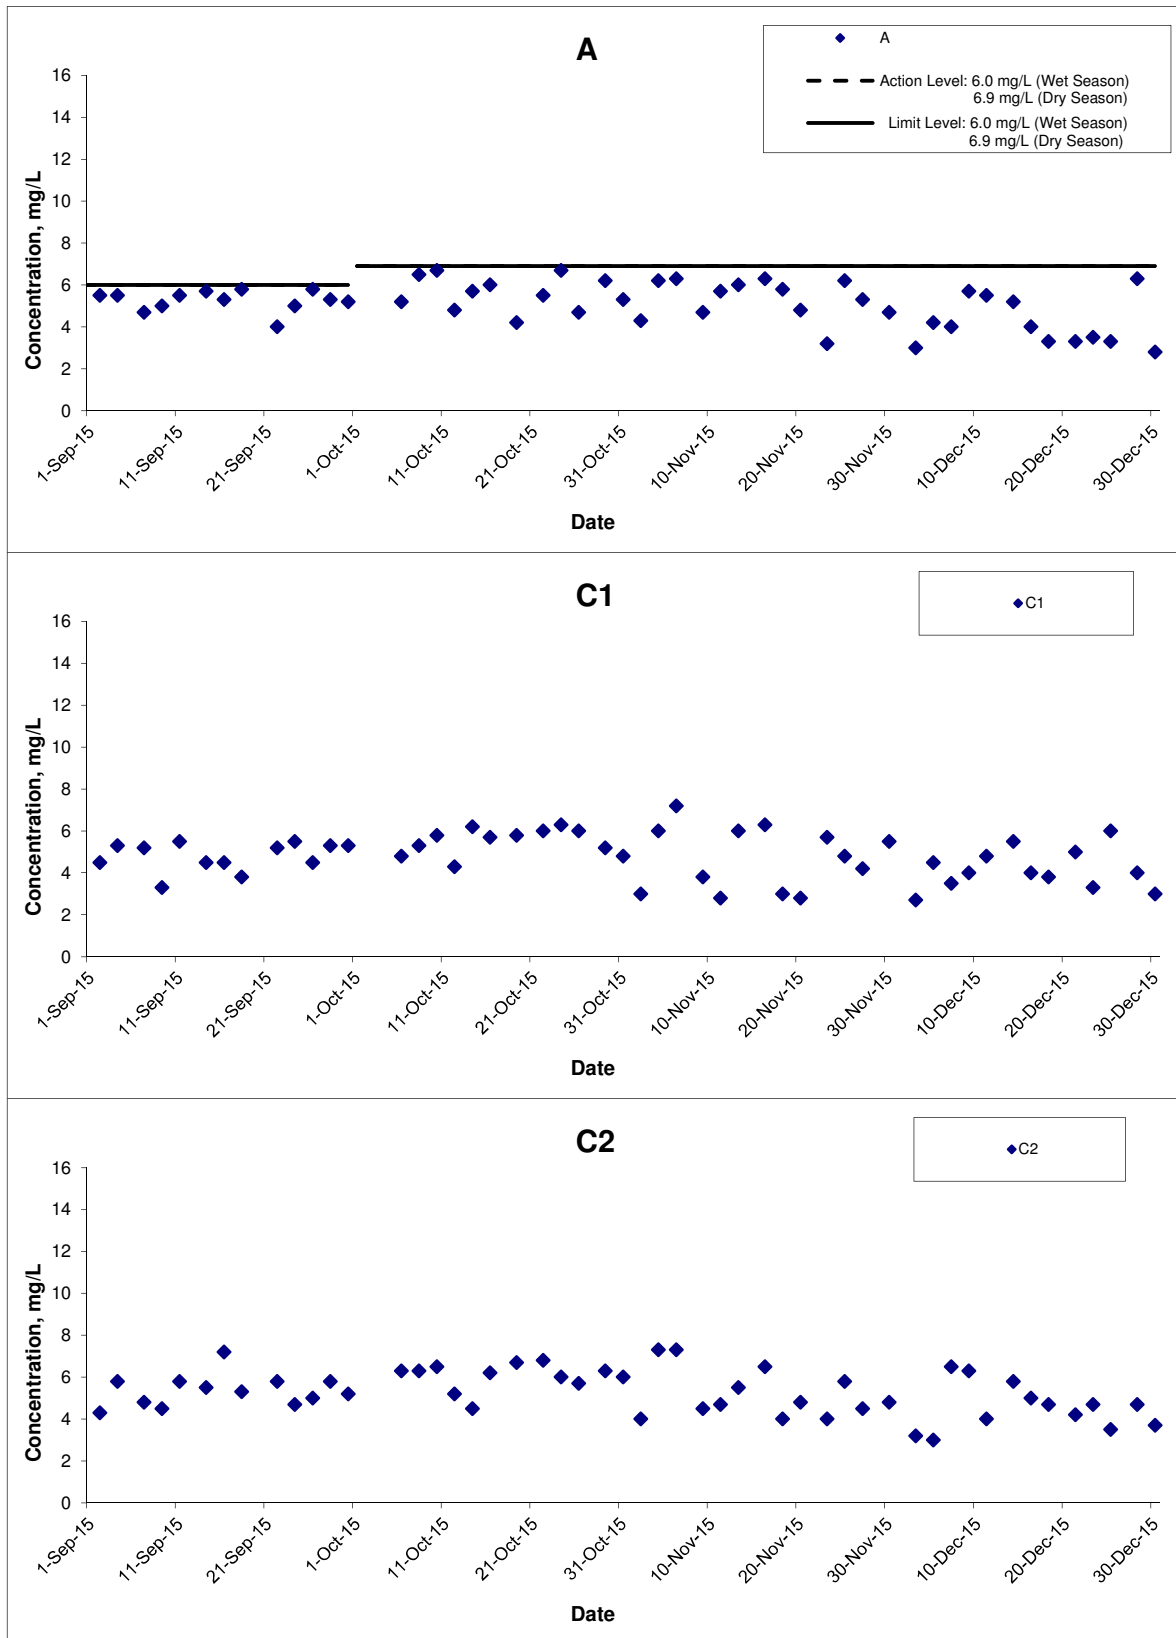 A
A
Action Level: 6.0 mg/L (Wet Season)
6.9 mg/L (Dry Season)
Limit Level: 6.0 mg/L (Wet Season)
6.9 mg/L (Dry Season)
Concentration, mg/L
16
14
12
10
8
6
4
2
0
1-Sep-15
11-Sep-15
21-Sep-15
1-Oct-15
11-Oct-15
21-Oct-15
31-Oct-15
10-Nov-15
20-Nov-15
30-Nov-15
10-Dec-15
20-Dec-15
30-Dec-15
Date
C1
C1
Concentration, mg/L
16
14
12
10
8
6
4
2
0
1-Sep-15
11-Sep-15
21-Sep-15
1-Oct-15
11-Oct-15
21-Oct-15
31-Oct-15
10-Nov-15
20-Nov-15
30-Nov-15
10-Dec-15
20-Dec-15
30-Dec-15
Date
C2
C2
Concentration, mg/L
16
14
12
10
8
6
4
2
0
1-Sep-15
11-Sep-15
21-Sep-15
1-Oct-15
11-Oct-15
21-Oct-15
31-Oct-15
10-Nov-15
20-Nov-15
30-Nov-15
10-Dec-15
20-Dec-15
30-Dec-15
Date